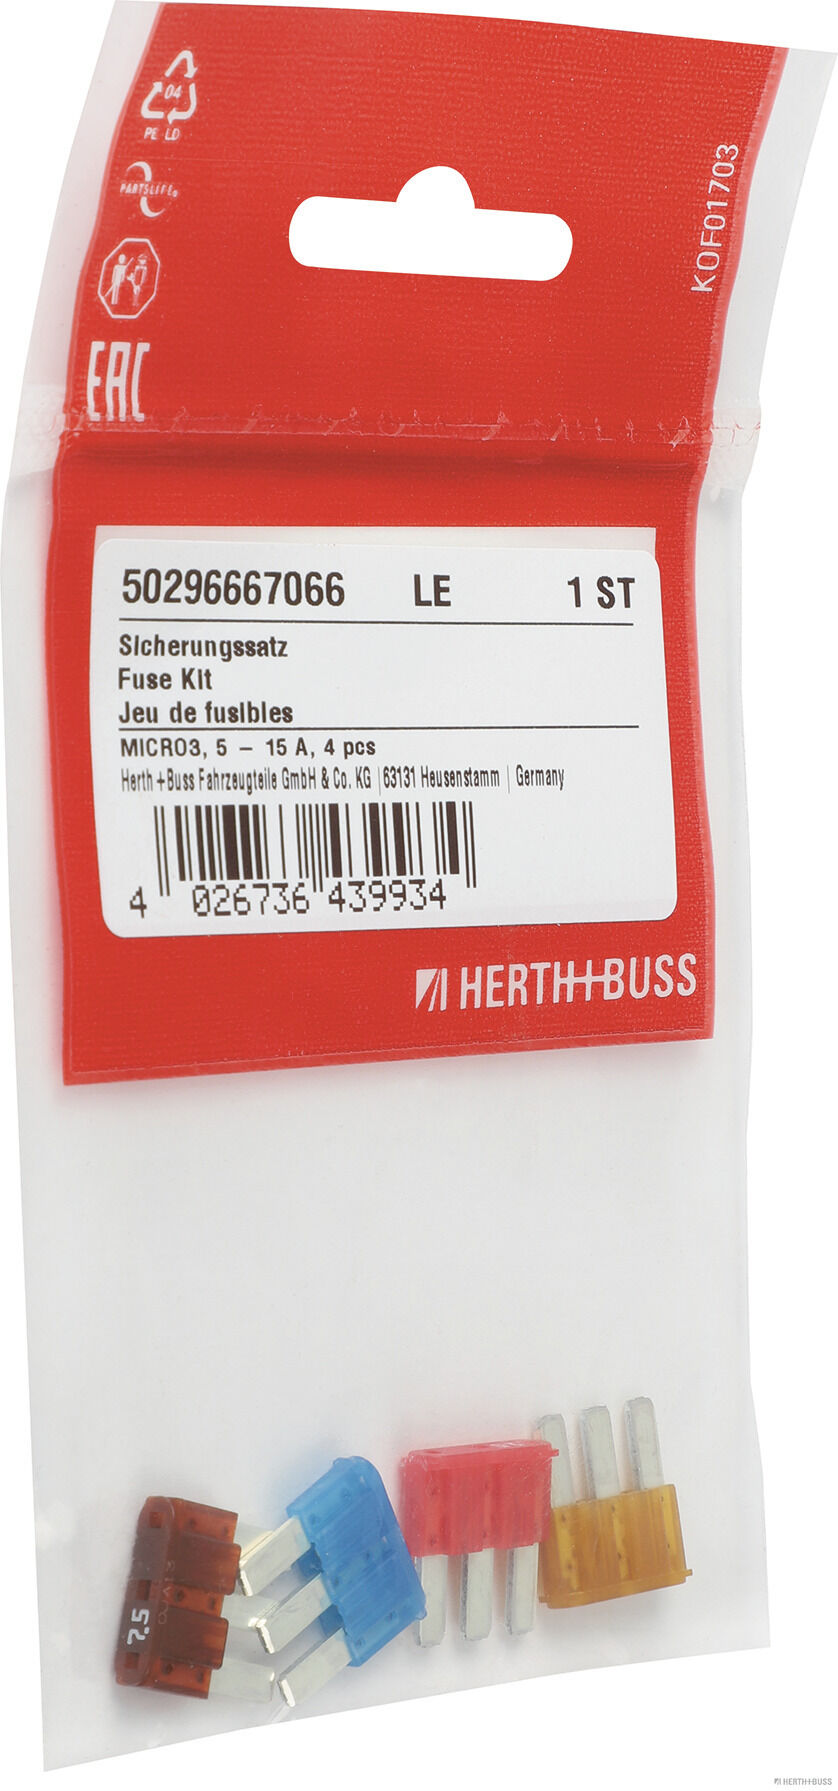 04
PE LD
PARTSLIFE®
EAC
KOF01703
50296667066 LE 1 ST
Sicherungssatz
Fuse Kit
Jeu de fusibles
MICRO3, 5 – 15 A, 4 pcs
Herth+Buss Fahrzeugteile GmbH & Co. KG | 63131 Heusenstamm | Germany
4 026736 439934
HERTH+BUSS
7.5
HERTH+BUSS